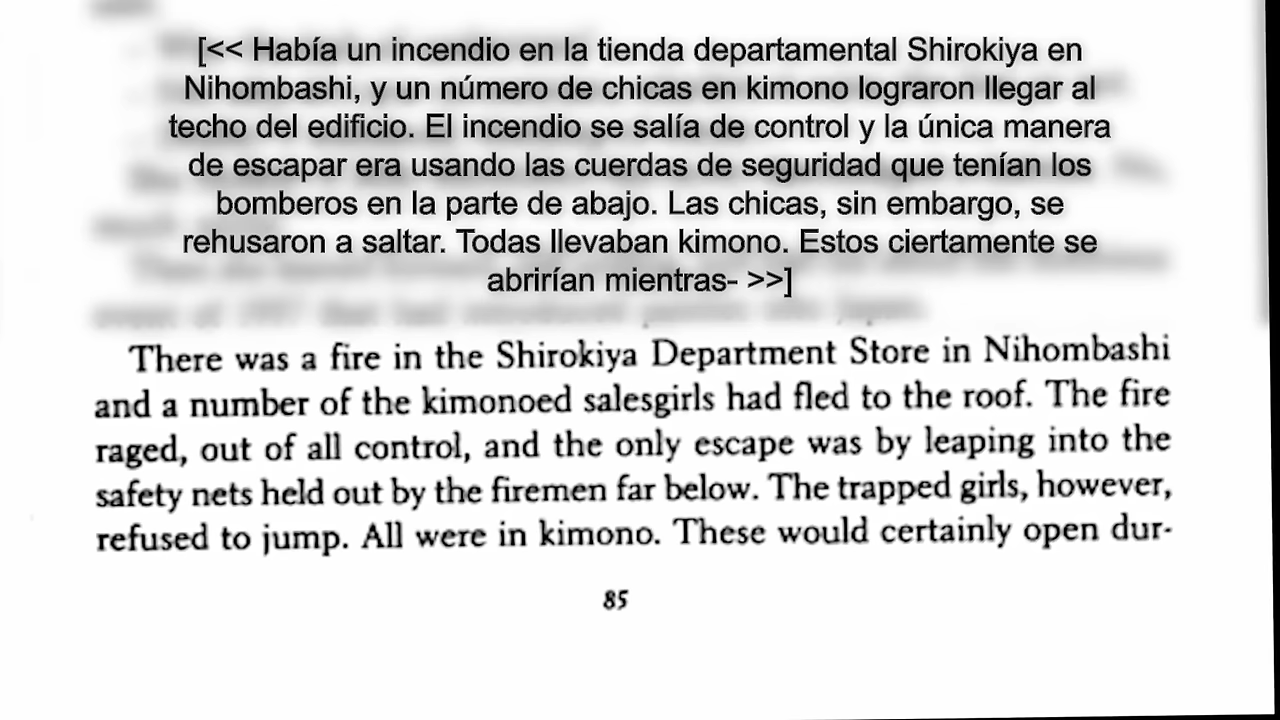 [<< Había un incendio en la tienda departamental Shirokiya en
Nihombashi, y un número de chicas en kimono lograron llegar al
techo del edificio. El incendio se salía de control y la única manera
de escapar era usando las cuerdas de seguridad que tenían los
bomberos en la parte de abajo. Las chicas, sin embargo, se
rehusaron a saltar. Todas llevaban kimono. Estos ciertamente se
abrirían mientras- >>]
There was a fire in the Shirokiya Department Store in Nihombashi
and a number of the kimonoed salesgirls had fled to the roof. The fire
raged, out of all control, and the only escape was by leaping into the
safety nets held out by the firemen far below. The trapped girls, however,
refused to jump. All were in kimono. These would certainly open dur-
85